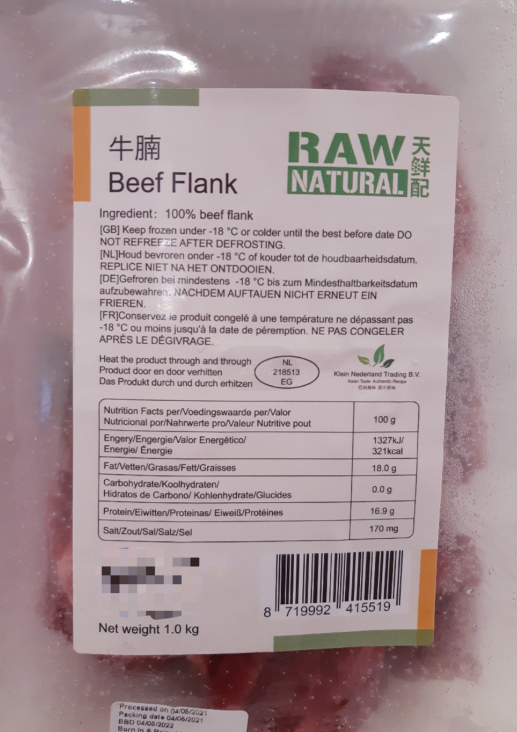 牛腩
Beef Flank
RAW
NATURAL
天鲜配
Ingredient: 100% beef flank
[GB] Keep frozen under -18 °C or colder until the best before date DO
NOT REFREEZE AFTER DEFROSTING.
[NL]Houd bevroren onder -18 °C of kouder tot de houdbaarheidsdatum.
REPLICE NIET NA HET ONTDOOIEN.
[DE]Gefroren bei mindestens -18 °C bis zum Mindesthaltbarkeitsdatum
aufzubewahren. NACHDEM AUFTAUEN NICHT ERNEUT EIN
FRIEREN.
[FR]Conservez le produit congelé à une température ne dépassant pas
-18 °C ou moins jusqu'à la date de péremption. NE PAS CONGELER
APRÈS LE DÉGIVRAGE.
Heat the product through and through
Product door en door verhitten
Das Produkt durch und durch erhitzen
NL
218513
EG
Klein Nederland Trading B.V.
Asian Taste Authentic Recipe
Nutrition Facts per/Voedingswaarde per/Valor
Nutricional por/Nahrwerte pro/Valeur Nutritive pout
100 g
Engery/Engergie/Valor Energético/
Energie/ Énergie
1327kJ/
321kcal
Fat/Vetten/Grasas/Fett/Graisses
18.0 g
Carbohydrate/Koolhydraten/
Hidratos de Carbono/ Kohlenhydrate/Glucides
0.0 g
Protein/Eiwitten/Proteinas/ Eiweiß/Protéines
16.9 g
Salt/Zout/Sal/Salz/Sel
170 mg
8 719992 415519
Net weight 1.0 kg
Processed on 04/06/2021
Packing date 04/06/2021
BBD 04/06/2022
Born in